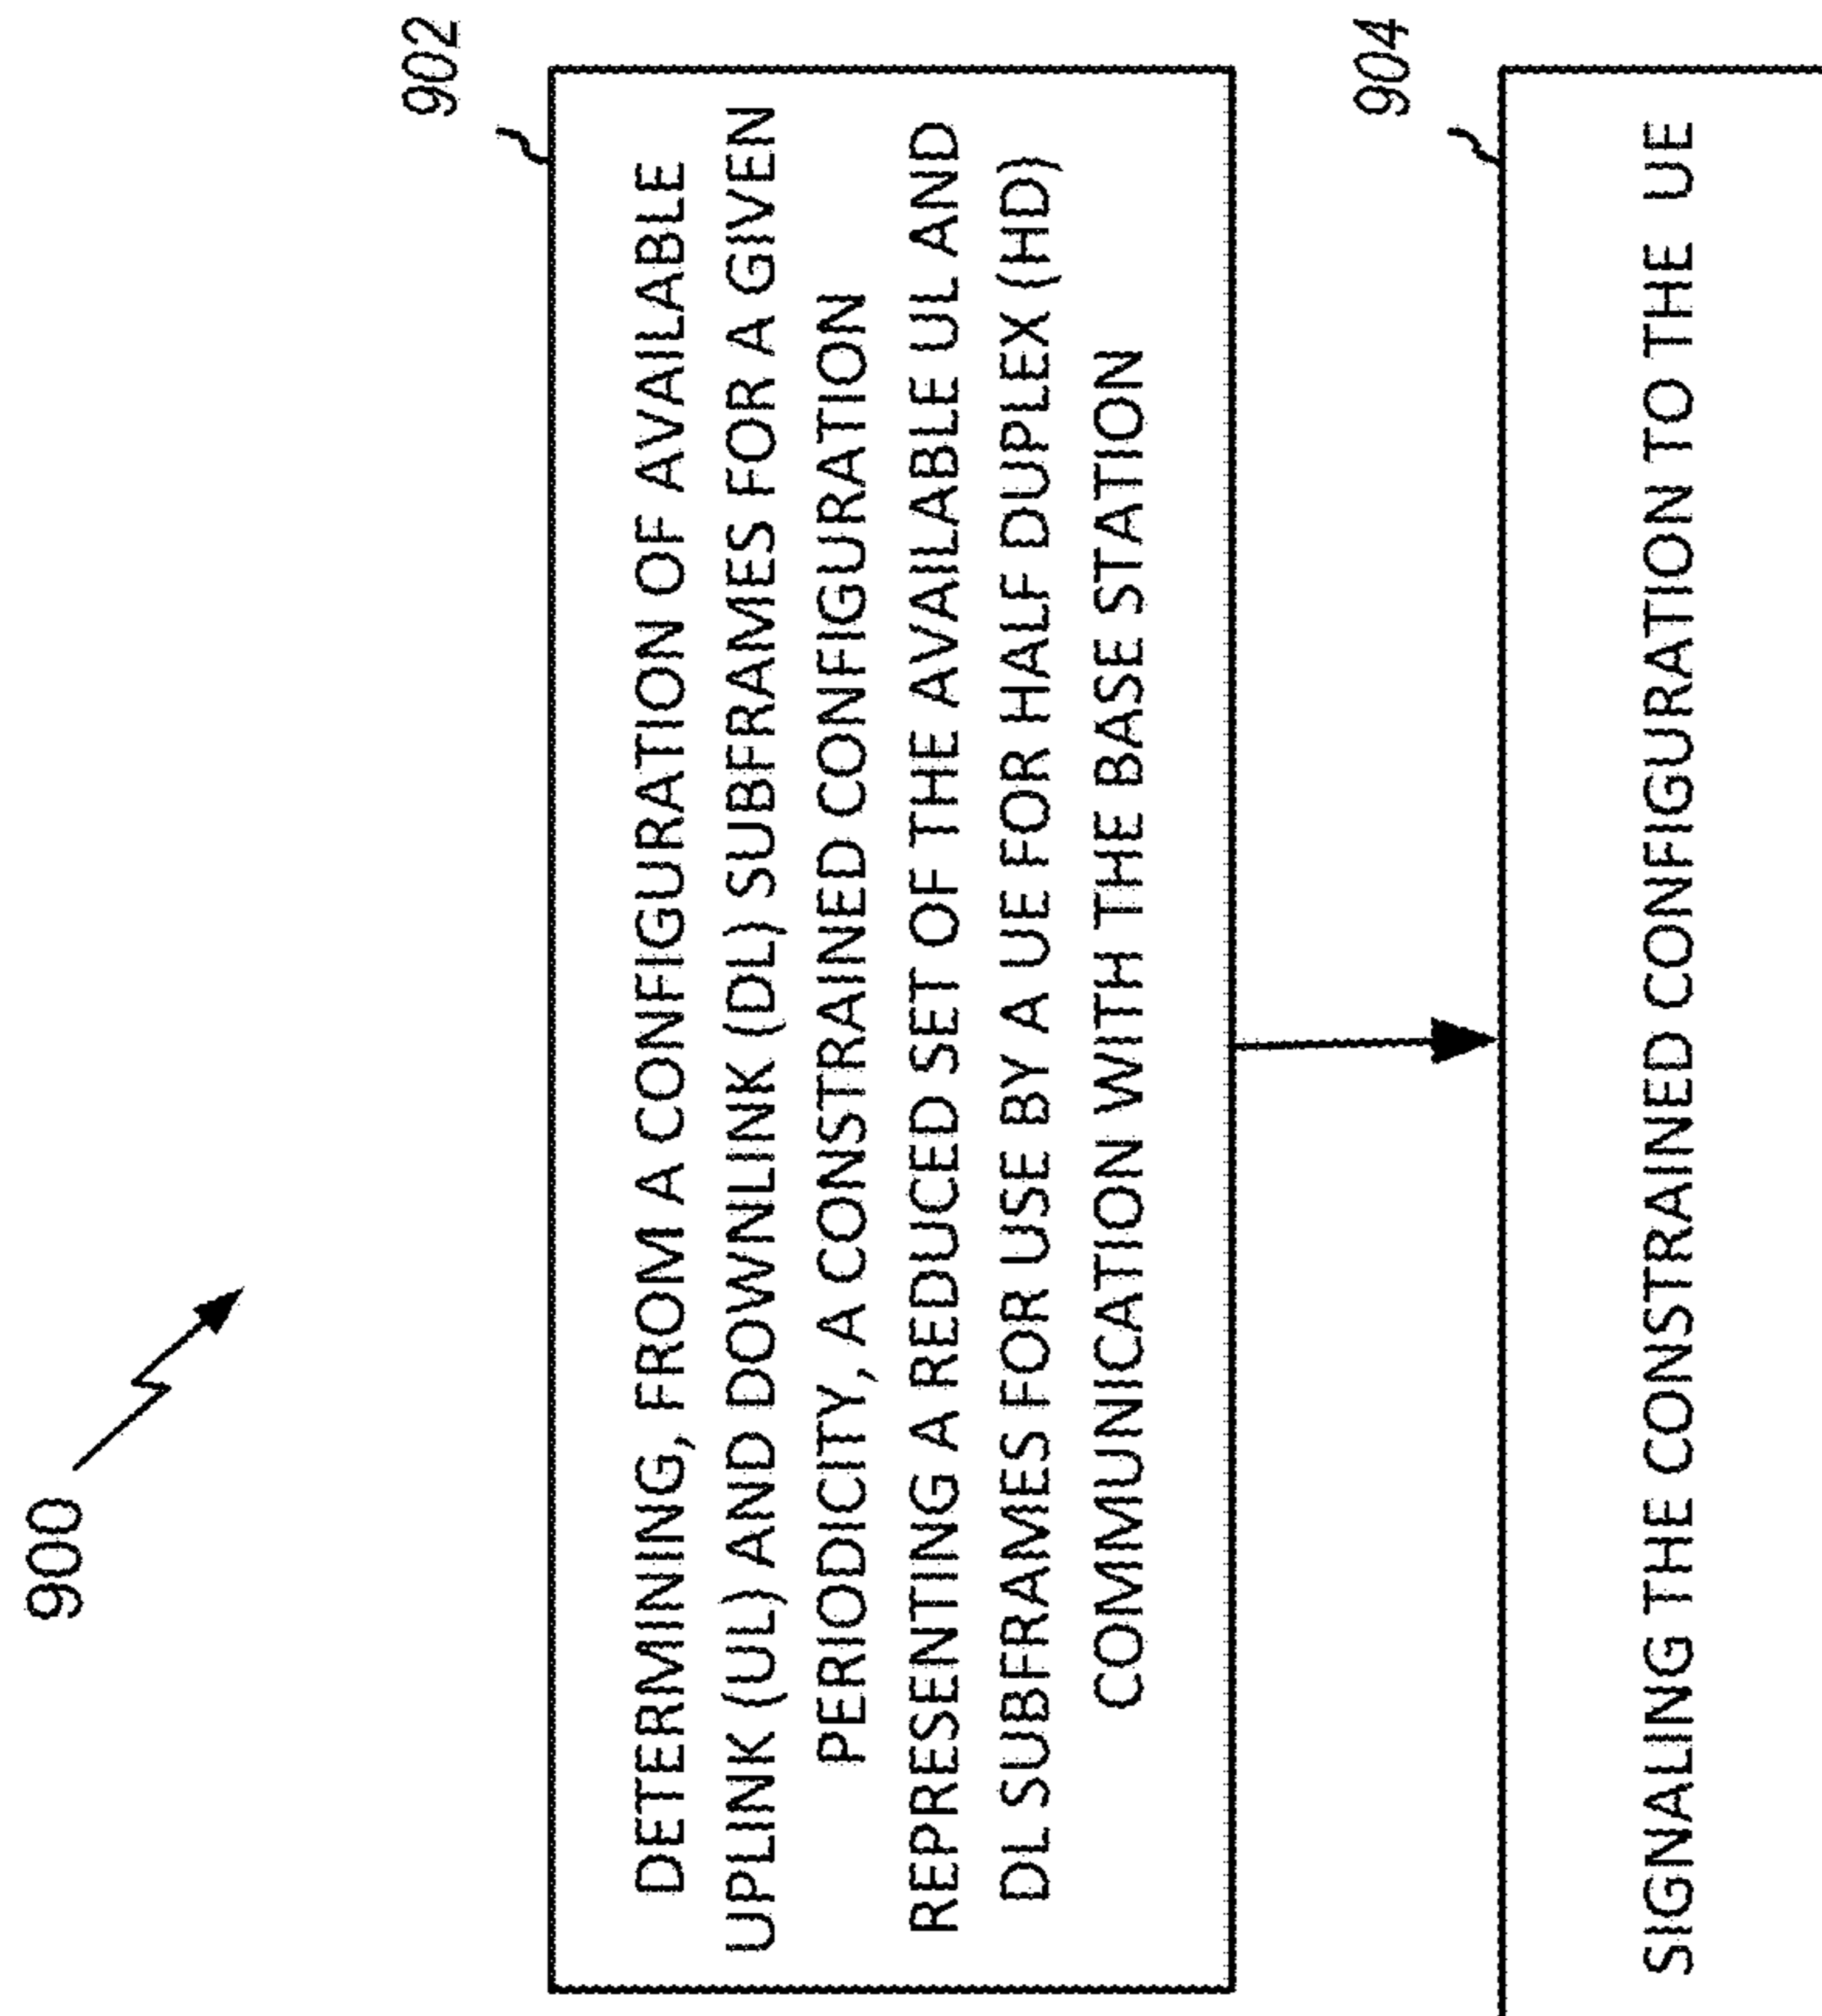 900
902
DETERMINING, FROM A CONFIGURATION OF AVAILABLE
UPLINK (UL) AND DOWNLINK (DL) SUBFRAMES FOR A GIVEN
PERIODICITY, A CONSTRAINED CONFIGURATION
REPRESENTING A REDUCED SET OF THE AVAILABLE UL AND
DL SUBFRAMES FOR USE BY A UE FOR HALF DUPLEX (HD)
COMMUNICATION WITH THE BASE STATION
904
SIGNALING THE CONSTRAINED CONFIGURATION TO THE UE